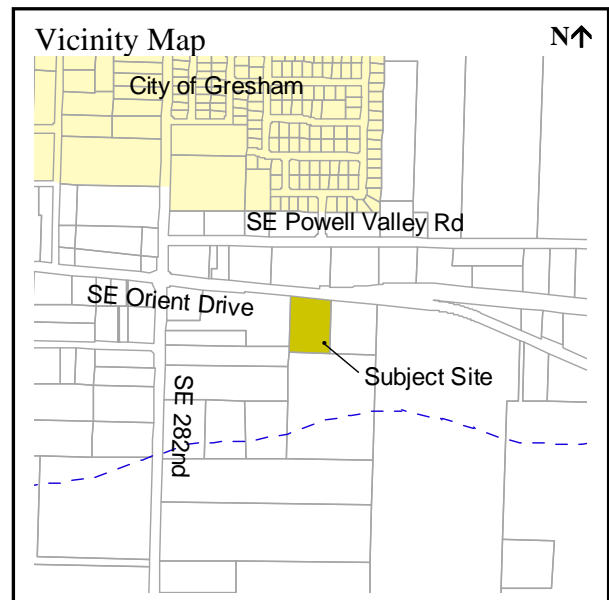 Vicinity Map
N↑
City of Gresham
SE Powell Valley Rd
SE Orient Drive
Subject Site
SE 282nd